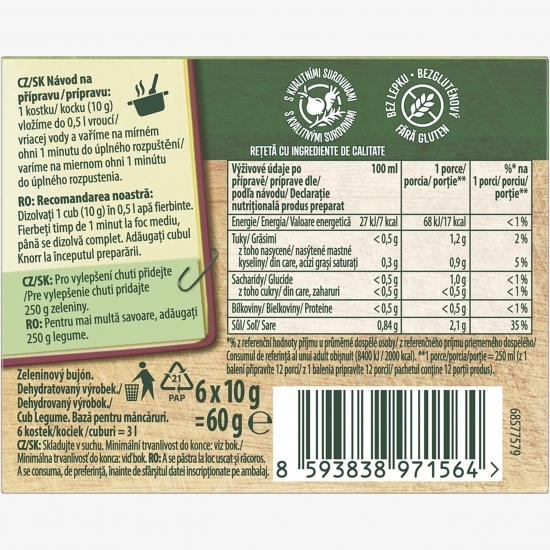 CZ/SK Návod na
přípravu/prípravu:
1 kostku/ kocku (10 g)
vložíme do 0,5 l vroucí/
vriacej vody a vaříme na mírném
ohni 1 minutu do úplného rozpuštění/
varíme na miernom ohni 1 minútu
do úplného rozpustenia.
RO: Recomandarea noastră:
Dizolvați 1 cub (10 g) în 0,5 l apă fierbinte.
Fierbeți timp de 1 minut la foc mediu,
până se dizolvă complet. Adăugați cubul
Knorr la începutul preparării.
CZ/SK: Pro vylepšení chuti přidejte
/Pre vylepšenie chuti pridajte
250 g zeleniny.
RO: Pentru mai multă savoare, adăugați
250 g legume.
S KVALITNÍMI SUROVINAMI
S KVALITNÝMI SUROVINAMI
REȚETĂ CU INGREDIENTE DE CALITATE
BEZ LEPKU • BEZGLUTÉNOVÝ
FĂRĂ GLUTEN
Výživové údaje po přípravě/ príprave dle/ podľa návodu/ Declarație nutrițională produs preparat 100 ml 1 porce/ porcia/ porție** %* na 1 porci/ porciu/ porție**
Energie/ Energia/ Valoare energetică 27 kJ/7 kcal 68 kJ/17 kcal < 1 %
Tuky/ Grăsimi < 0,5 g 1,2 g 2 %
z toho nasycené/ nasýtené mastné
kyseliny/ din care, acizi grași saturați 0,3 g 0,9 g 5 %
Sacharidy/ Glucide < 0,5 g 1,0 g < 1 %
z toho cukry/ din care, zaharuri < 0,5 g < 0,5 g < 1 %
Bílkoviny/ Bielkoviny/ Proteine < 0,5 g < 0,5 g < 1 %
Sůl/ Soľ/ Sare 0,84 g 2,1 g 35 %
*% z referenční hodnoty příjmu u průměrné dospělé osoby/ z referenčného príjmu priemerného dospelého/
Consumul de referință al unui adult obișnuit (8400 kJ / 2000 kcal). **1 porce/porcia/porție = 250 ml (z 1
balení připravíte 12 porcí/ z 1 balenia pripravíte 12 porcií/ pachetul conține 12 porții produs).
Zeleninový bujón.
Dehydratovaný výrobek./
Dehydrovaný výrobok./
Cub Legume. Bază pentru mâncăruri.
6 kostek/kociek /cuburi = 3 l
21
PAP
6 x 10 g
= 60 g e
CZ/SK: Skladujte v suchu. Minimální trvanlivost do konce: viz bok./
Minimálna trvanlivosť do konca: viď bok. RO: A se păstra la loc uscat și răcoros.
A se consuma, de preferință, înainte de sfârșitul datei inscripționate pe ambalaj.
8 593838 971564
68575729